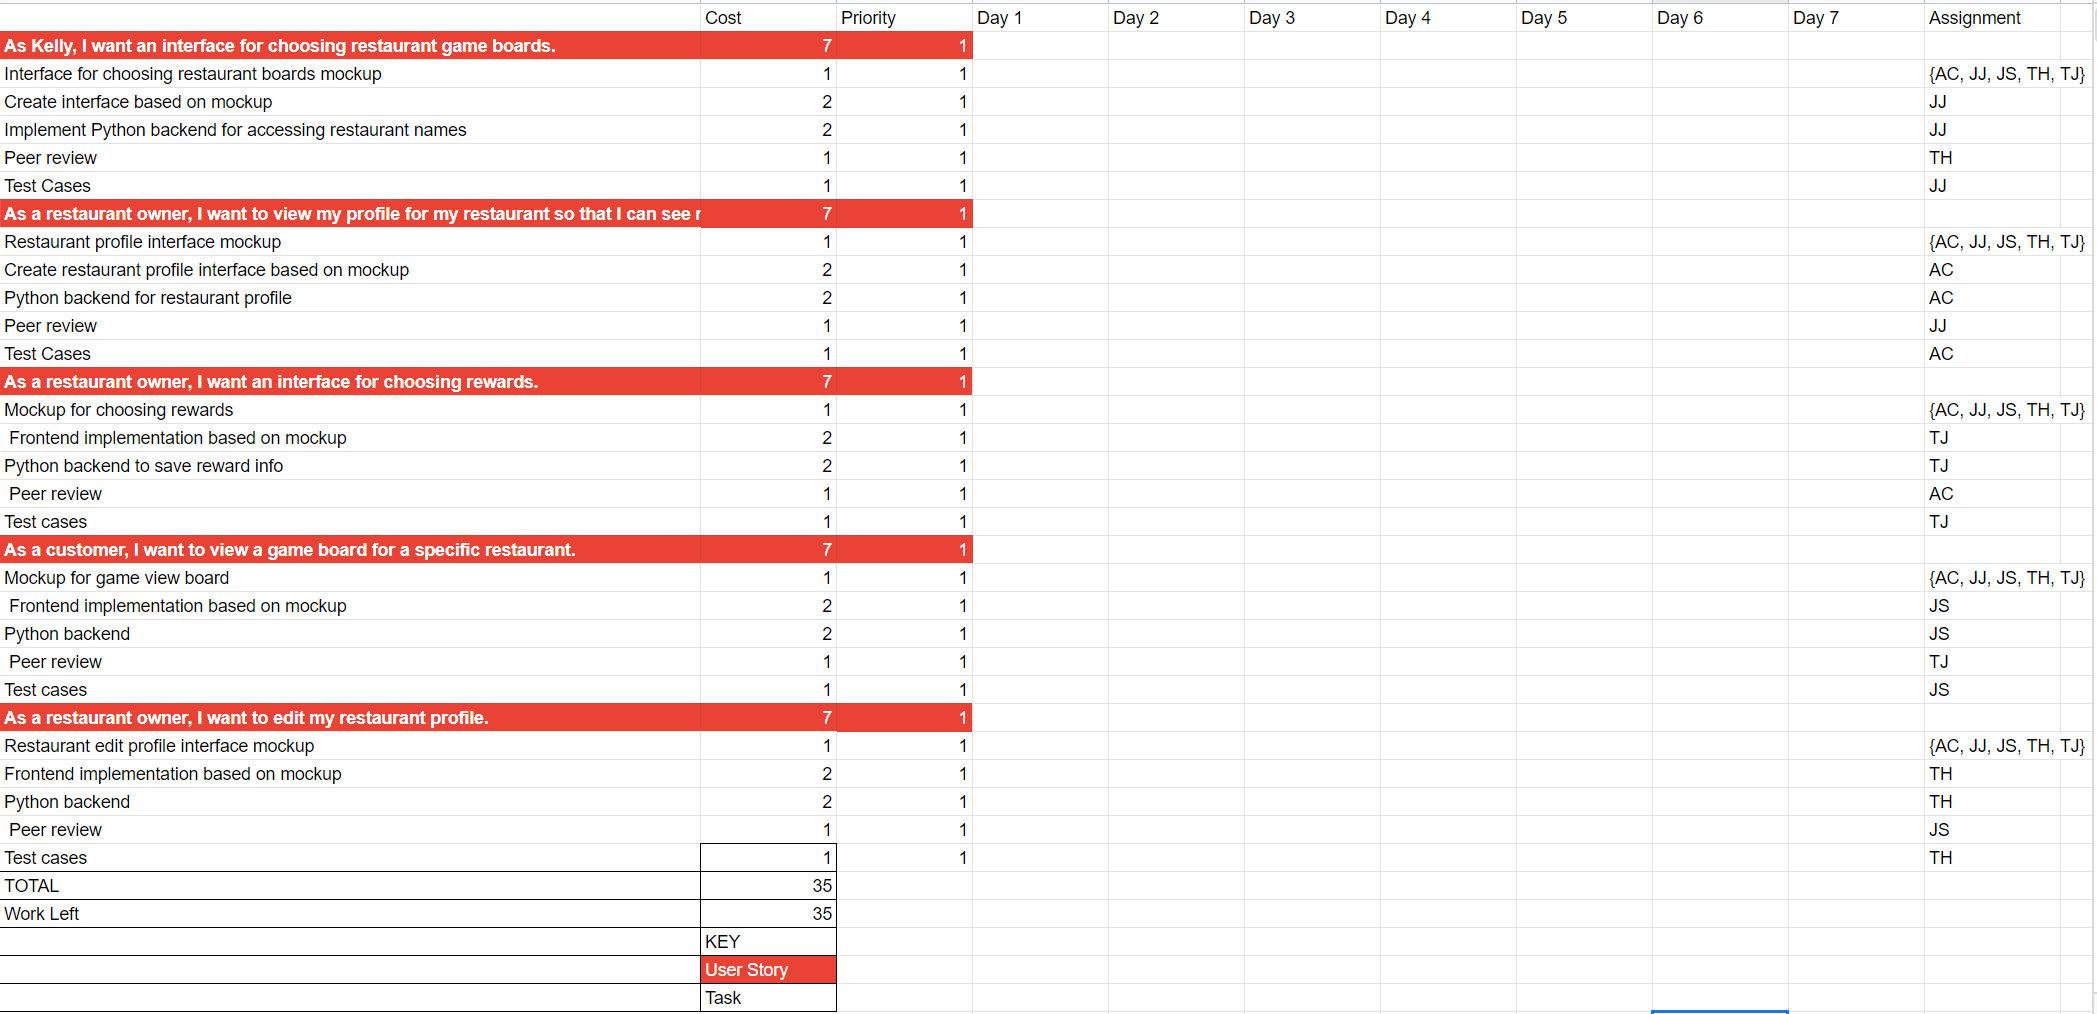 Cost Priority Day 1 Day 2 Day 3 Day 4 Day 5 Day 6 Day 7 Assignment
As Kelly, I want an interface for choosing restaurant game boards. 7 1
Interface for choosing restaurant boards mockup 1 1 {AC, JJ, JS, TH, TJ}
Create interface based on mockup 2 1 JJ
Implement Python backend for accessing restaurant names 2 1 JJ
Peer review 1 1 TH
Test Cases 1 1 JJ
As a restaurant owner, I want to view my profile for my restaurant so that I can see 7 1
Restaurant profile interface mockup 1 1 {AC, JJ, JS, TH, TJ}
Create restaurant profile interface based on mockup 2 1 AC
Python backend for restaurant profile 2 1 AC
Peer review 1 1 JJ
Test Cases 1 1 AC
As a restaurant owner, I want an interface for choosing rewards. 7 1
Mockup for choosing rewards 1 1 {AC, JJ, JS, TH, TJ}
Frontend implementation based on mockup 2 1 TJ
Python backend to save reward info 2 1 TJ
Peer review 1 1 AC
Test cases 1 1 TJ
As a customer, I want to view a game board for a specific restaurant. 7 1
Mockup for game view board 1 1 {AC, JJ, JS, TH, TJ}
Frontend implementation based on mockup 2 1 JS
Python backend 2 1 JS
Peer review 1 1 TJ
Test cases 1 1 JS
As a restaurant owner, I want to edit my restaurant profile. 7 1
Restaurant edit profile interface mockup 1 1 {AC, JJ, JS, TH, TJ}
Frontend implementation based on mockup 2 1 TH
Python backend 2 1 TH
Peer review 1 1 JS
Test cases 1 1 TH
TOTAL 35
Work Left 35
KEY
User Story
Task